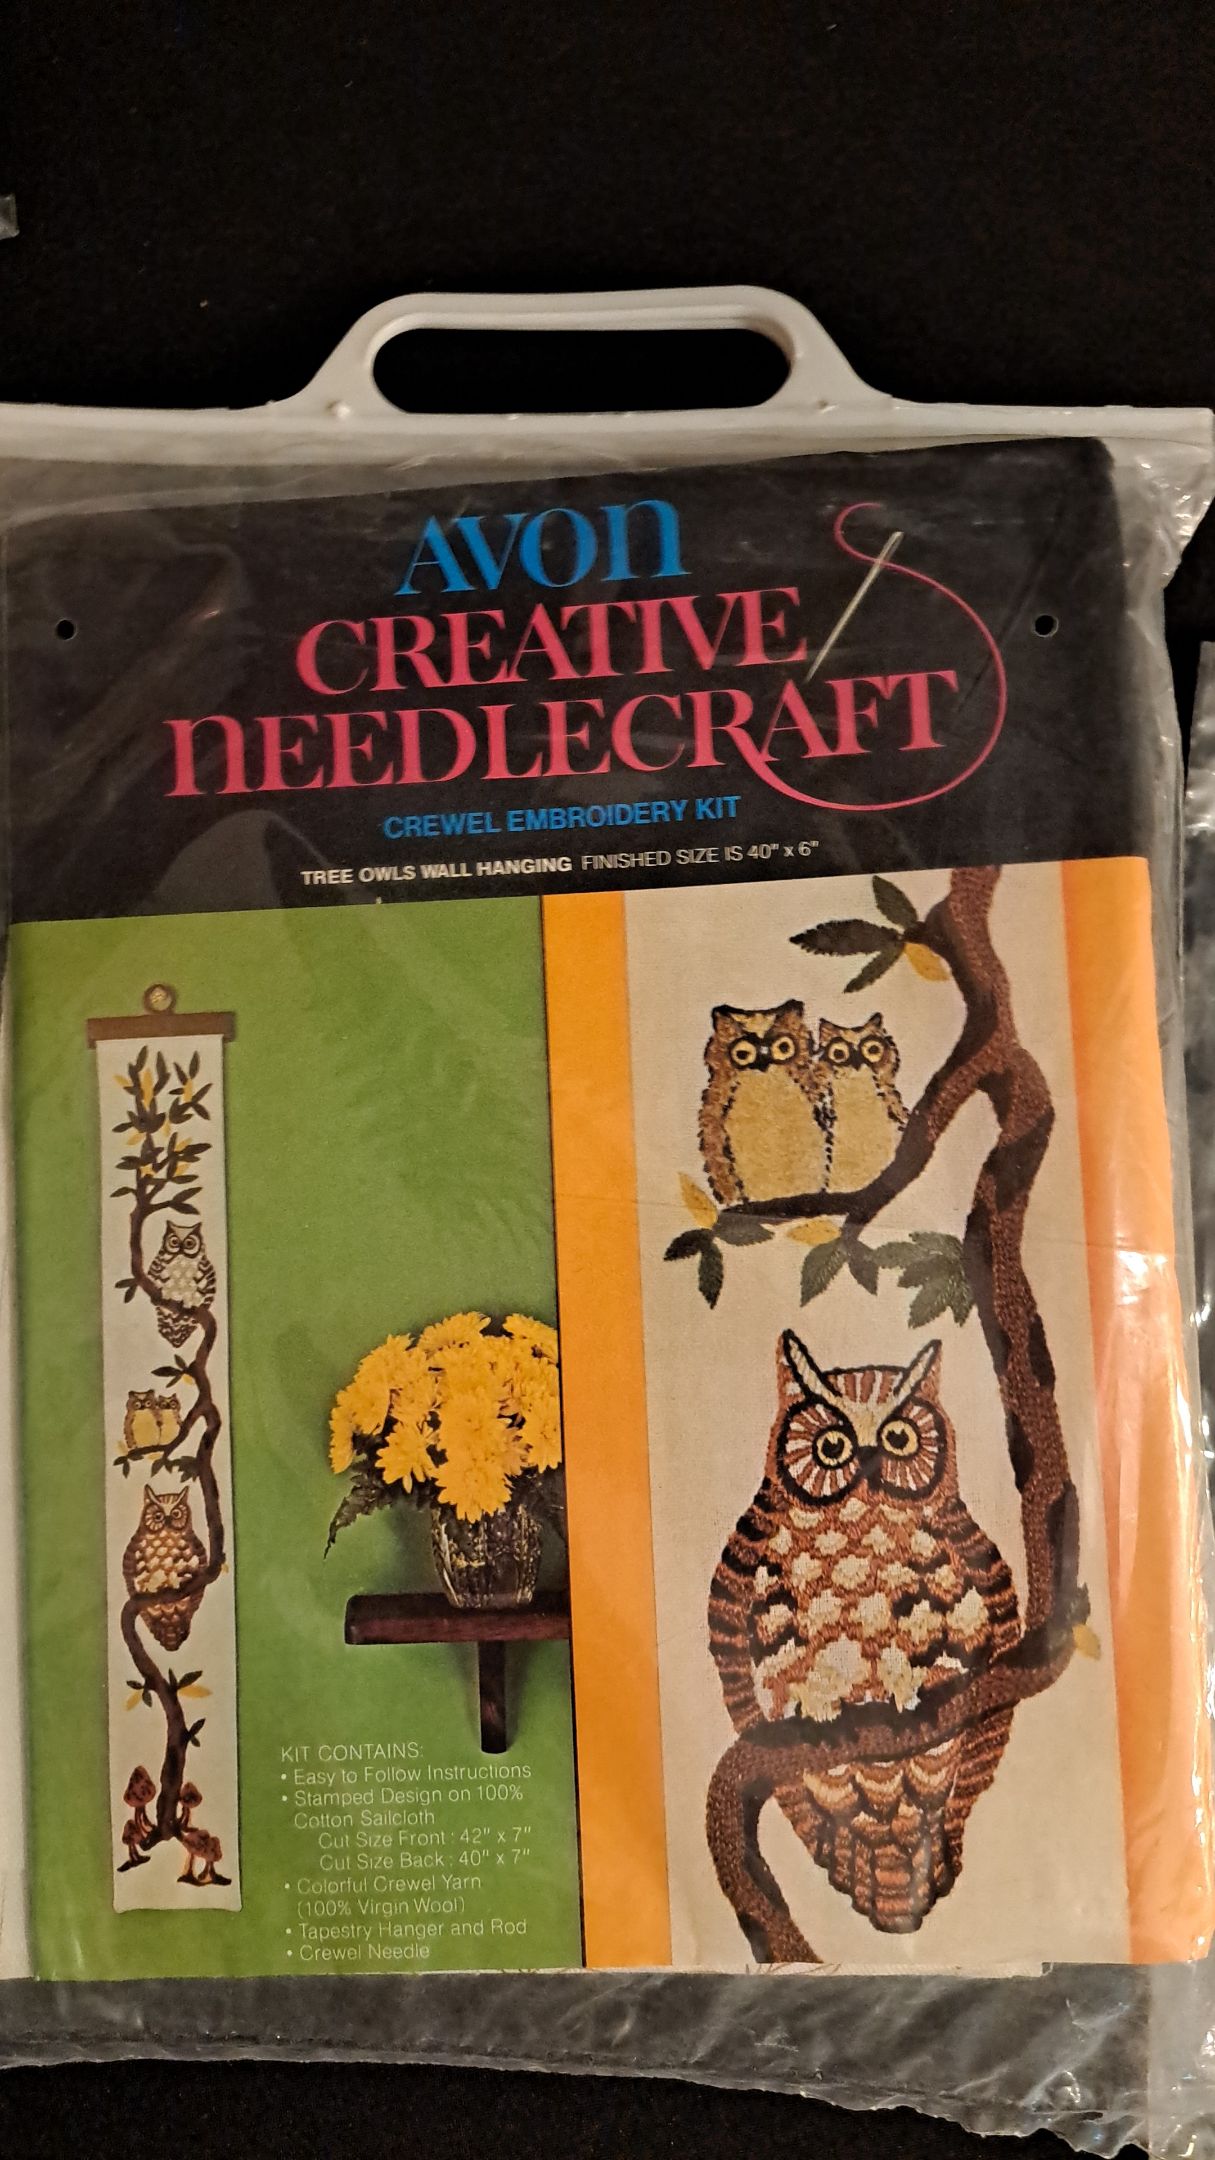 AVON
CREATIVE
NEEDLECRAFT
CREWEL EMBROIDERY KIT
TREE OWLS WALL HANGING FINISHED SIZE IS 40" x 6"
KIT CONTAINS:
• Easy to Follow Instructions
• Stamped Design on 100%
Cotton Sailcloth
Cut Size Front: 42" x 7"
Cut Size Back: 40" x 7"
• Colorful Crewel Yarn
(100% Virgin Wool)
• Tapestry Hanger and Rod
• Crewel Needle